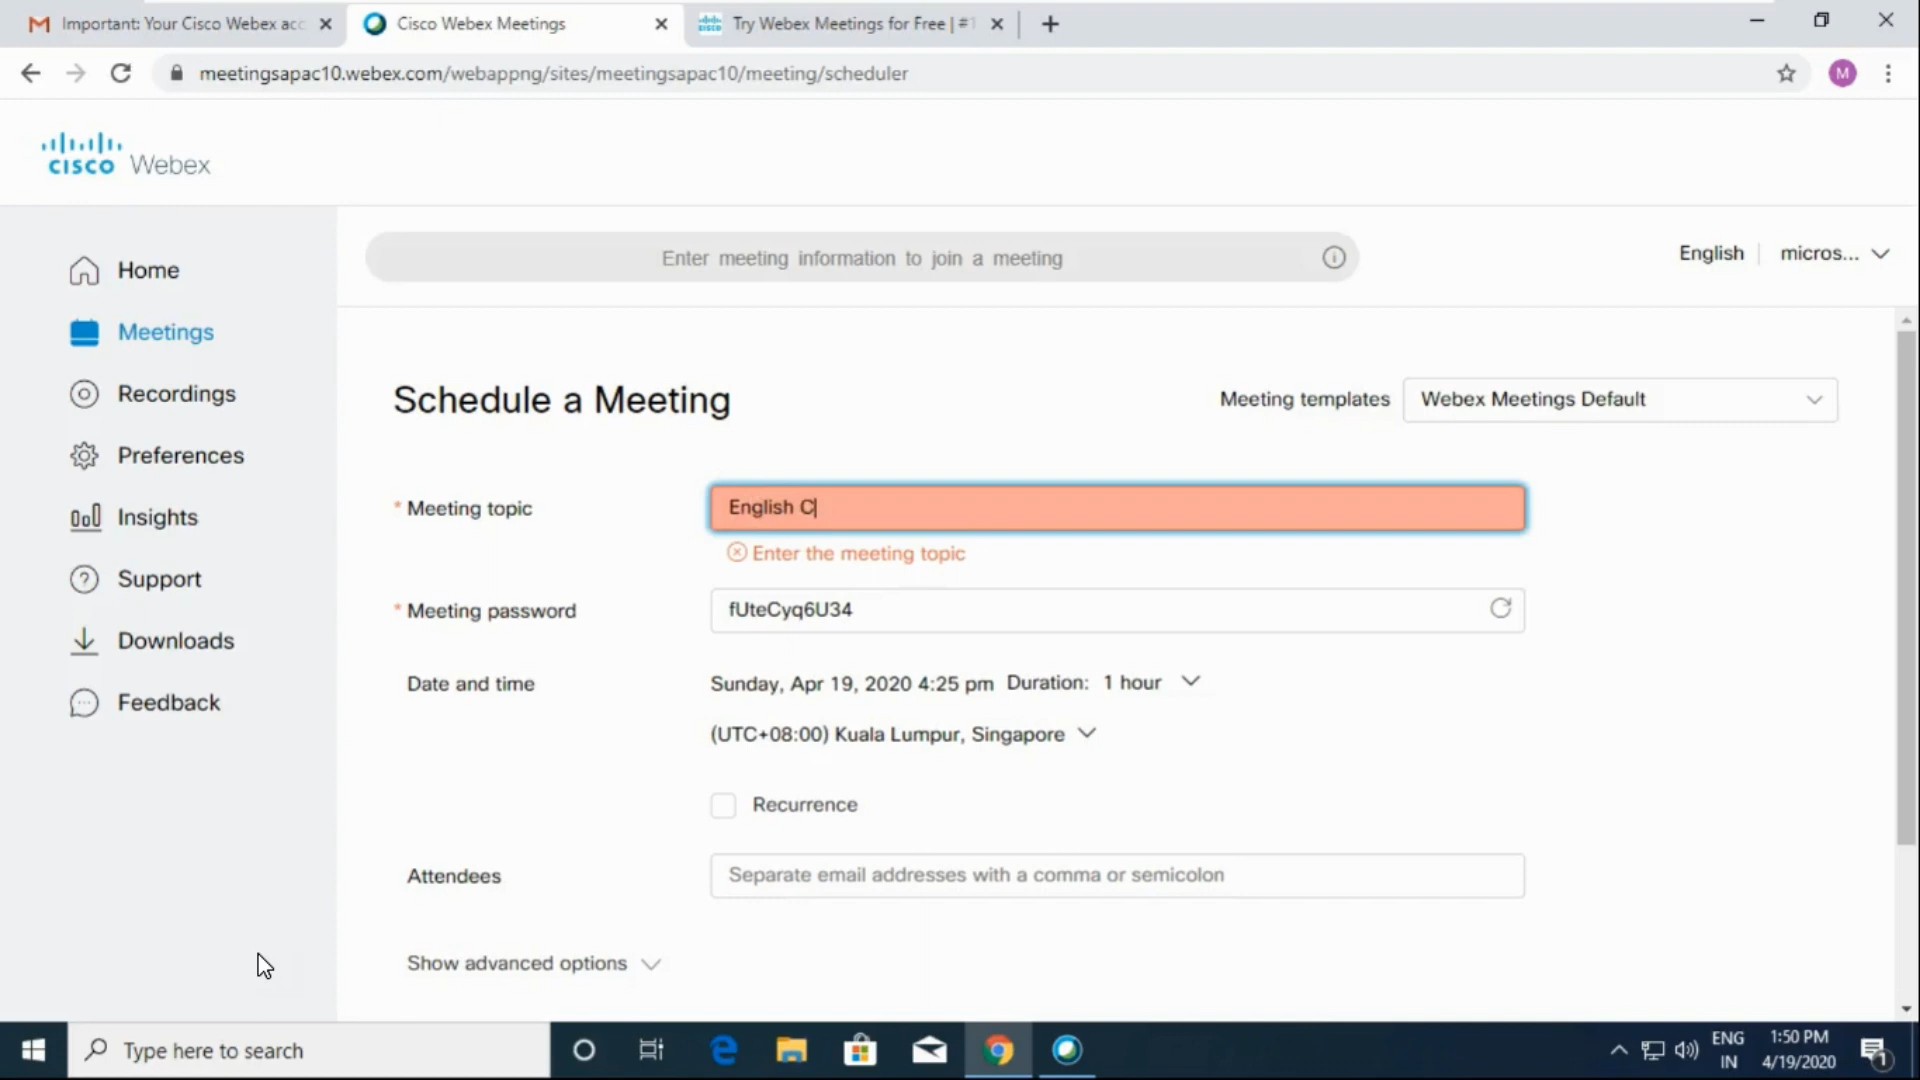 Important: Your Cisco Webex acc
Cisco Webex Meetings
Try Webex Meetings for Free | #1
meetingsapac10.webex.com/webappng/sites/meetingsapac10/meeting/scheduler
M
CISCO Webex
Enter meeting information to join a meeting
English
micros...
Home
Meetings
Recordings
Preferences
Insights
Support
Downloads
Feedback
Schedule a Meeting
Meeting templates
Webex Meetings Default
* Meeting topic
English C
Enter the meeting topic
* Meeting password
fUteCyq6U34
Date and time
Sunday, Apr 19, 2020 4:25 pm Duration: 1 hour
(UTC+08:00) Kuala Lumpur, Singapore
Recurrence
Attendees
Separate email addresses with a comma or semicolon
Show advanced options
Type here to search
ENG
IN
1:50 PM
4/19/2020
1